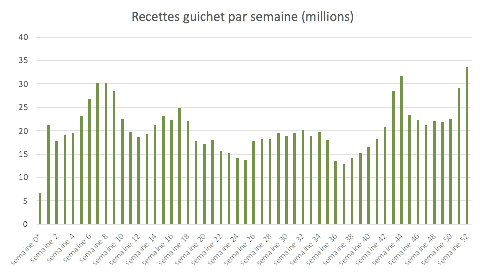 Recettes guichet par semaine (millions)
40
35
30
25
20
15
10
5
0
semaine 0*
semaine 2
semaine 4
semaine 6
semaine 8
semaine 10
semaine 12
semaine 14
semaine 16
semaine 18
semaine 20
semaine 22
semaine 24
semaine 26
semaine 28
semaine 30
semaine 32
semaine 34
semaine 36
semaine 38
semaine 40
semaine 42
semaine 44
semaine 46
semaine 48
semaine 50
semaine 52